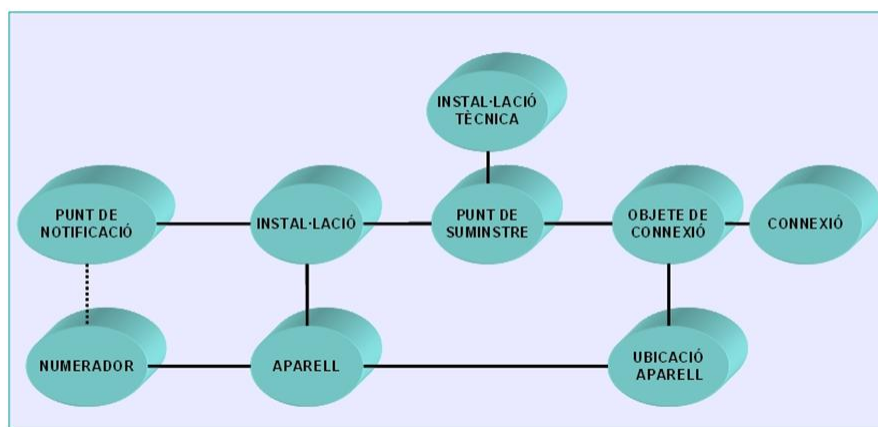 INSTAL·LACIÓ
TÈCNICA
PUNT DE
NOTIFICACIÓ
INSTAL·LACIÓ
PUNT DE
SUMINSTRE
OBJETE DE
CONNEXIÓ
CONNEXIÓ
NUMERADOR
APARELL
UBICACIÓ
APARELL